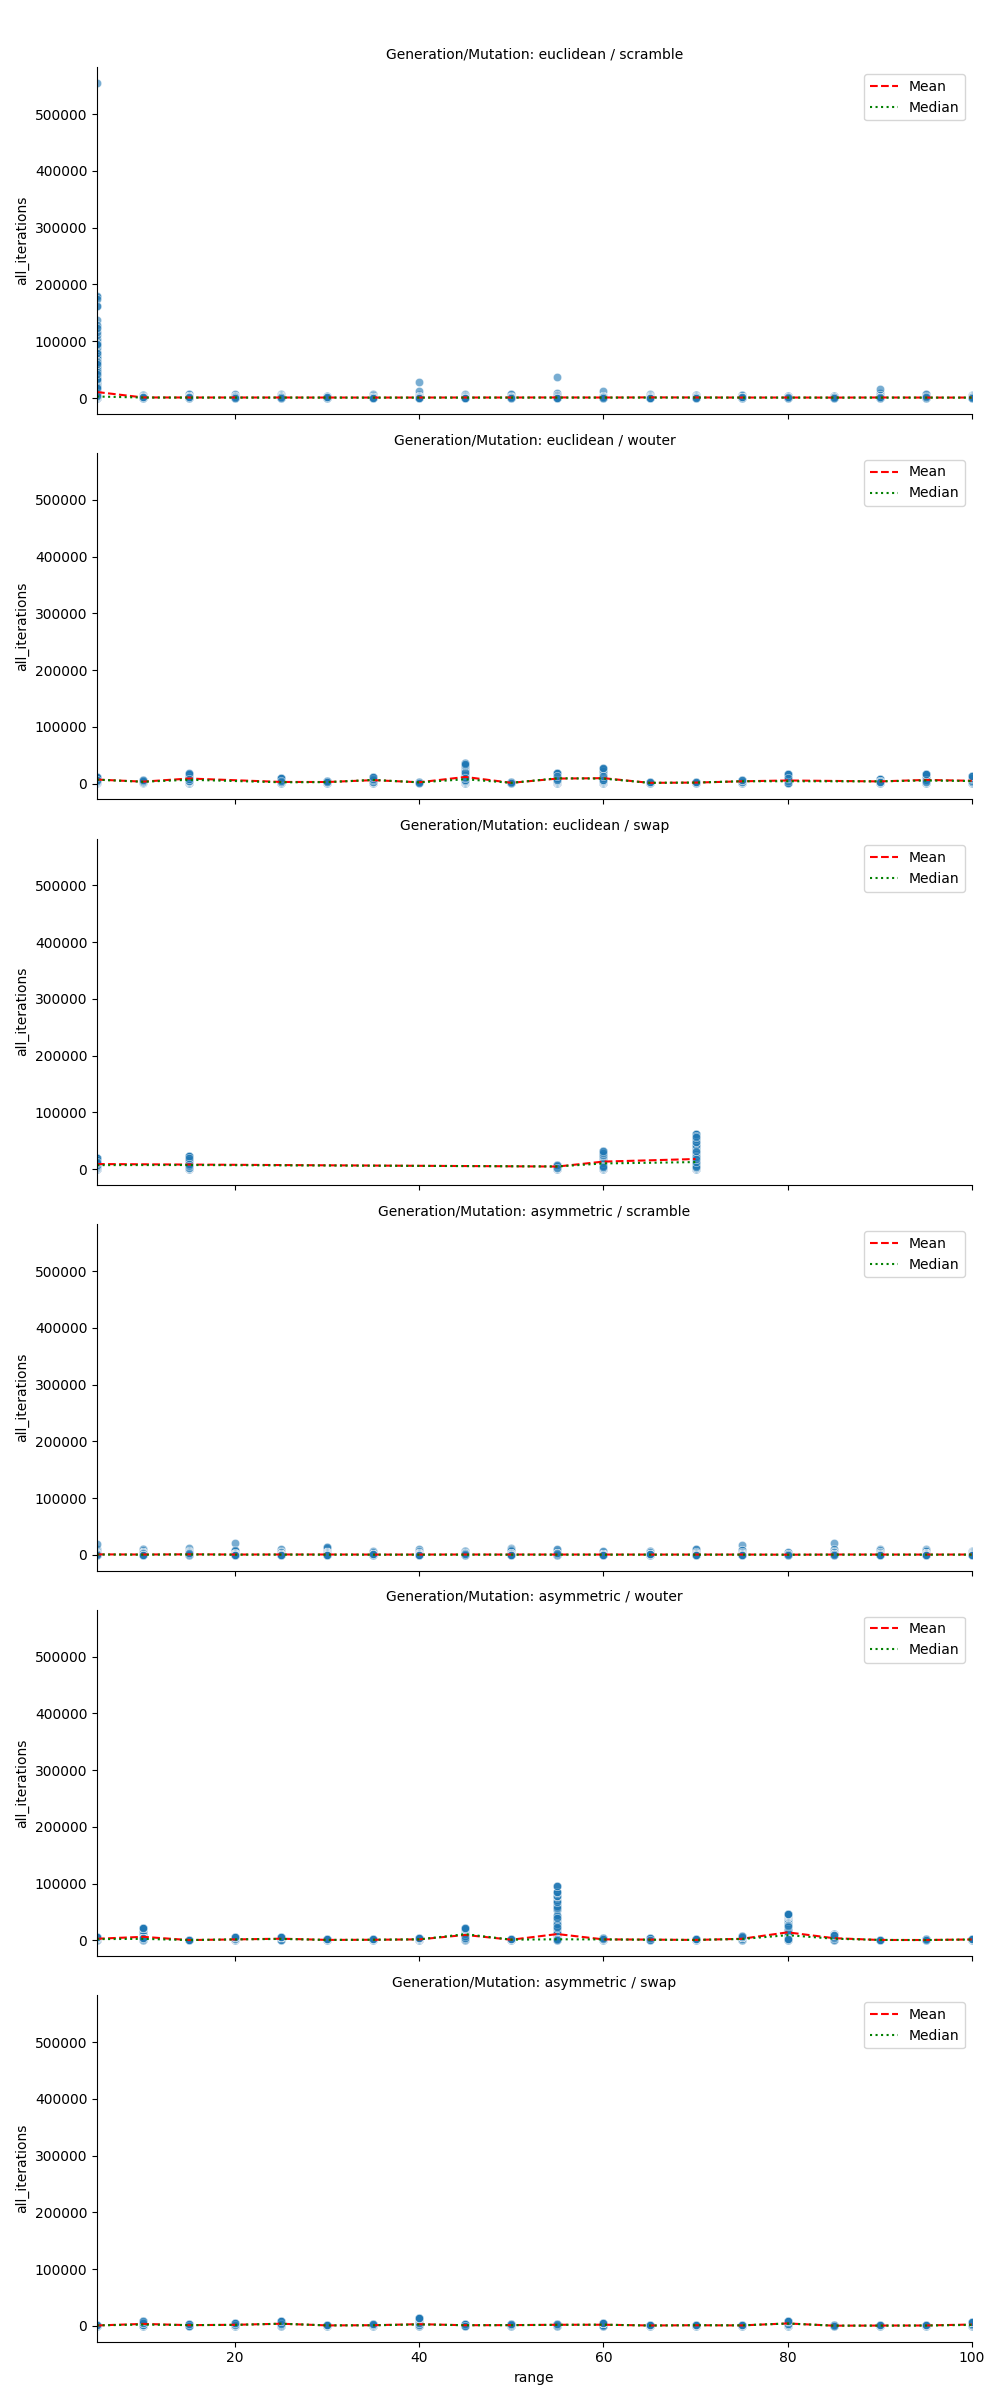 Generation/Mutation: euclidean / scramble
Mean
Median
500000
400000
300000
200000
100000
0
all_iterations
Generation/Mutation: euclidean / wouter
Mean
Median
500000
400000
300000
200000
100000
0
all_iterations
Generation/Mutation: euclidean / swap
Mean
Median
500000
400000
300000
200000
100000
0
all_iterations
Generation/Mutation: asymmetric / scramble
Mean
Median
500000
400000
300000
200000
100000
0
all_iterations
Generation/Mutation: asymmetric / wouter
Mean
Median
500000
400000
300000
200000
100000
0
all_iterations
Generation/Mutation: asymmetric / swap
Mean
Median
500000
400000
300000
200000
100000
0
all_iterations
20 40 60 80 100
range